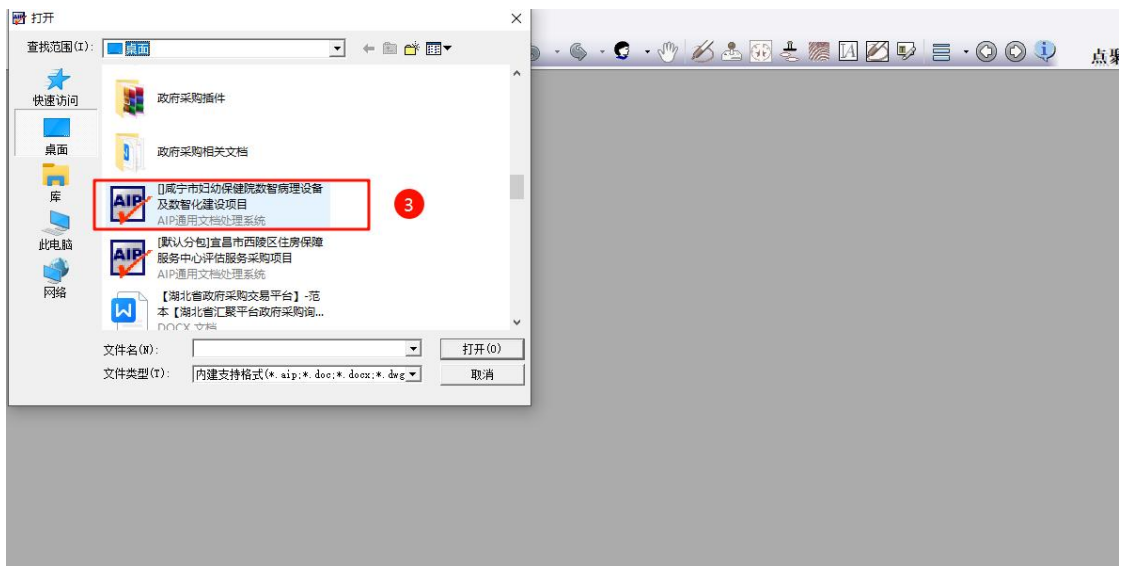 打开
查找范围(I):
桌面
点聚
快速访问
桌面
库
此电脑
网络
政府采购插件
政府采购相关文档
AIP
[]咸宁市妇幼保健院数智病理设备
及数智化建设项目
AIP通用文档处理系统
3
AIP
[默认分包]宜昌市西陵区住房保障
服务中心评估服务采购项目
AIP通用文档处理系统
【湖北省政府采购交易平台】-范
本【湖北省汇聚平台政府采购询...
DOCX 文档
文件名(N):
打开(O)
文件类型(T):
内建支持格式(*.aip;*.doc;*.docx;*.dwg
取消